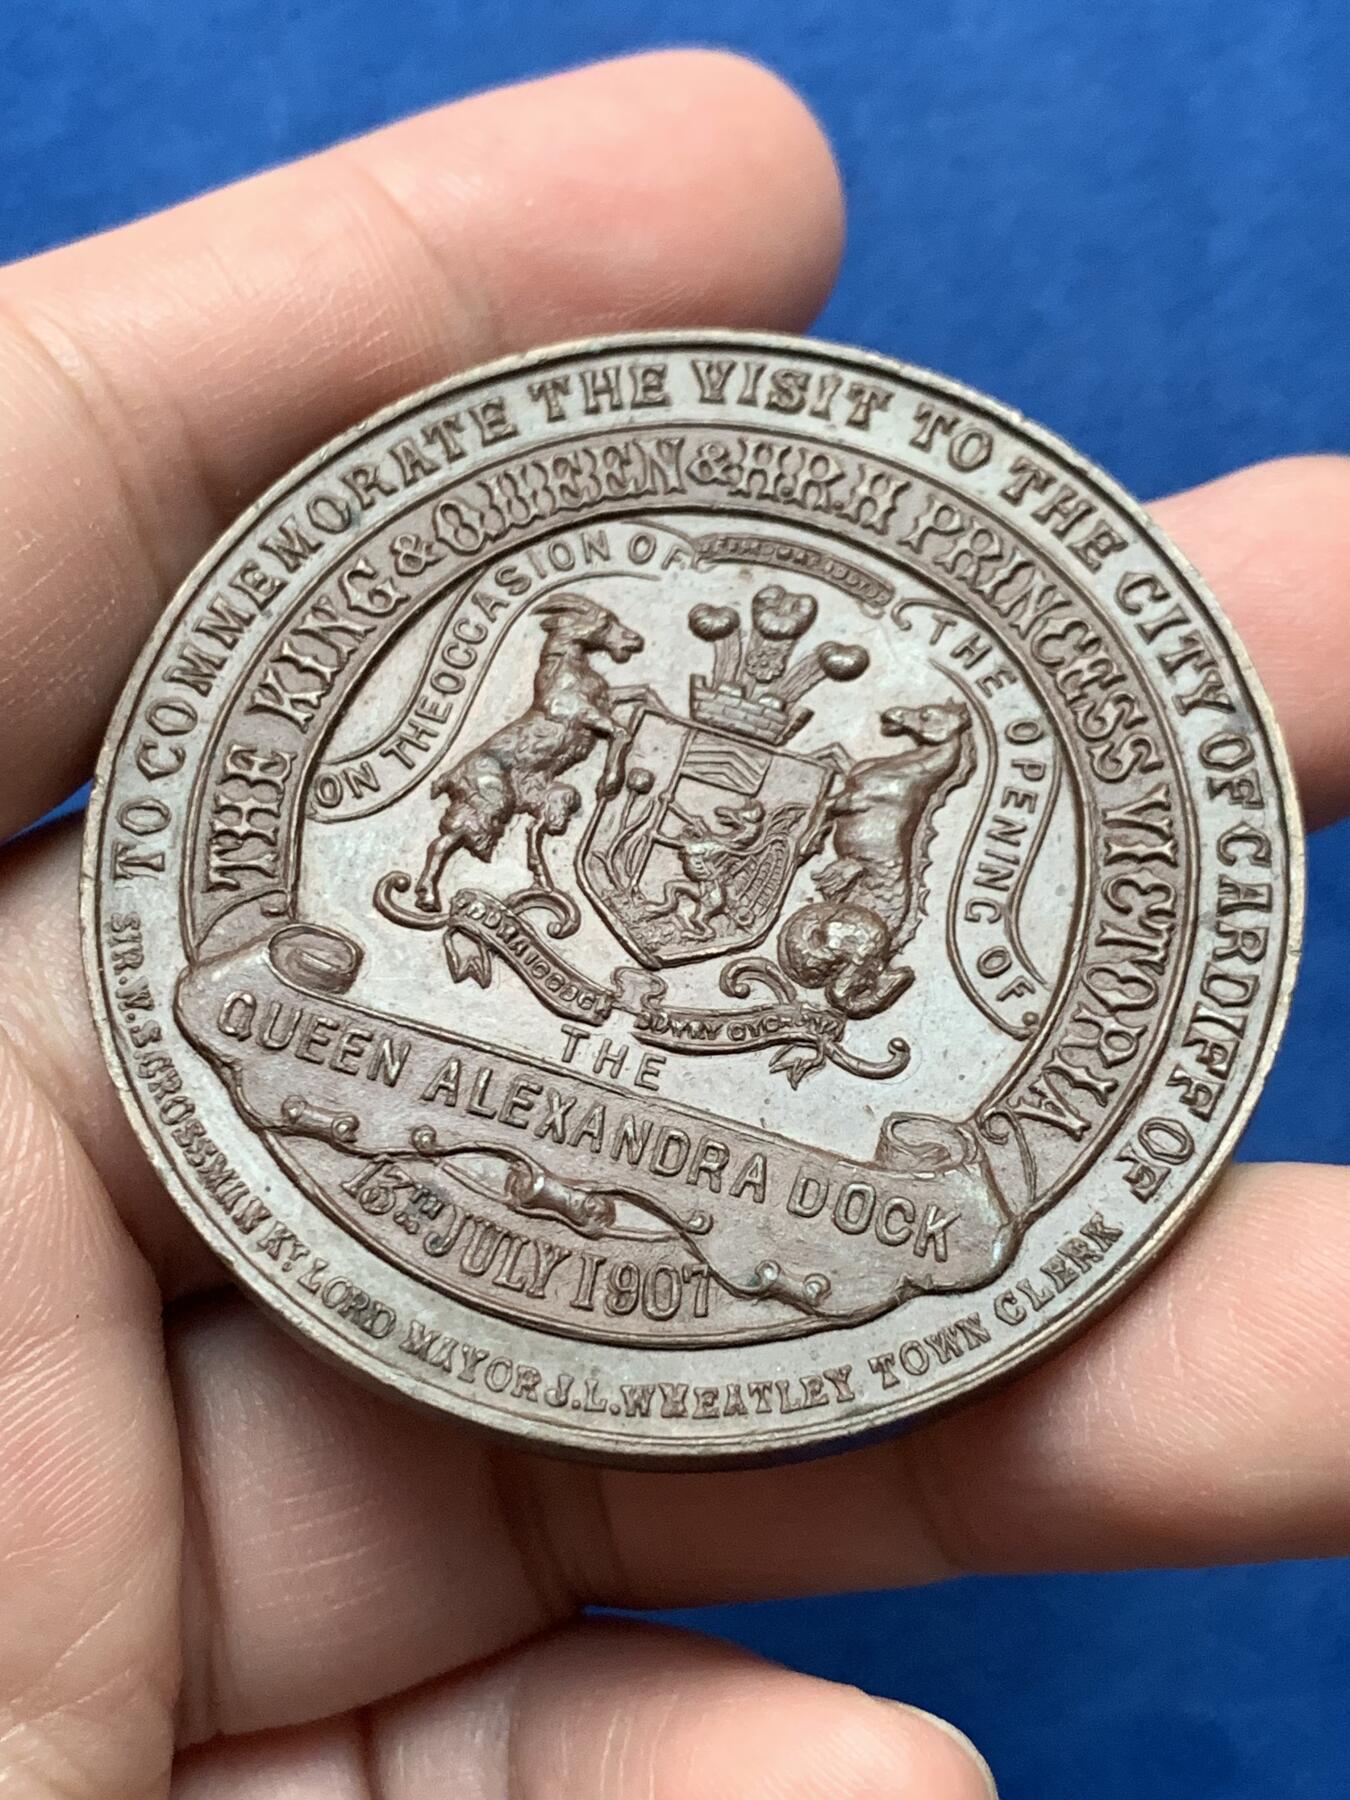 TO COMMEMORATE THE VISIT TO THE CITY OF CARDIFF OF
THE KING & QUEEN & H.R.H PRINCESS VICTORIA
ON THE OCCASION OF
THE OPENING OF
THE
QUEEN ALEXANDRA DOCK
13TH JULY 1907
SIR. W. S. CROSSMAN KT. LORD MAYOR J. L. WHEATLEY TOWN CLERK